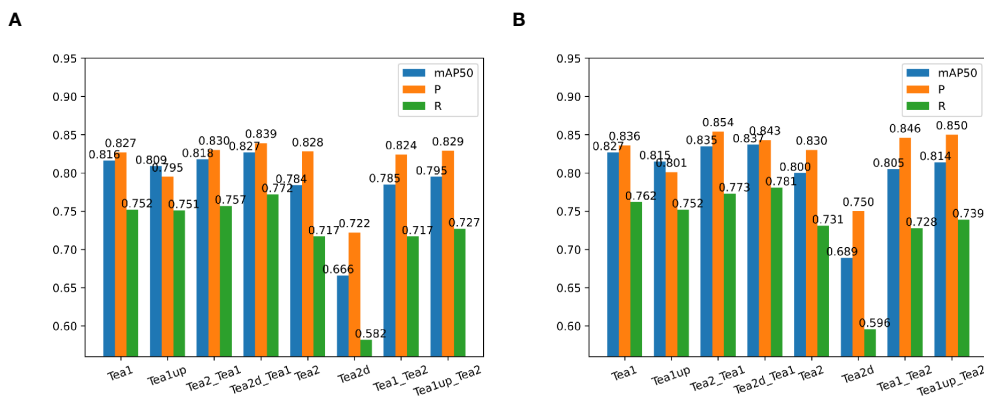 A
B
0.95
0.90
0.85
0.80
0.75
0.70
0.65
0.60
mAP50
P
R
0.816
0.827
0.752
0.809
0.795
0.751
0.818
0.830
0.757
0.827
0.839
0.772
0.784
0.828
0.717
0.666
0.722
0.582
0.785
0.824
0.717
0.795
0.829
0.727
Tea1
Tea1up
Tea2_Tea1
Tea2d_Tea1
Tea2
Tea2d
Tea1_Tea2
Tea1up_Tea2
0.95
0.90
0.85
0.80
0.75
0.70
0.65
0.60
mAP50
P
R
0.827
0.836
0.762
0.815
0.801
0.752
0.835
0.854
0.773
0.837
0.843
0.781
0.800
0.830
0.731
0.689
0.750
0.596
0.805
0.846
0.728
0.814
0.850
0.739
Tea1
Tea1up
Tea2_Tea1
Tea2d_Tea1
Tea2
Tea2d
Tea1_Tea2
Tea1up_Tea2